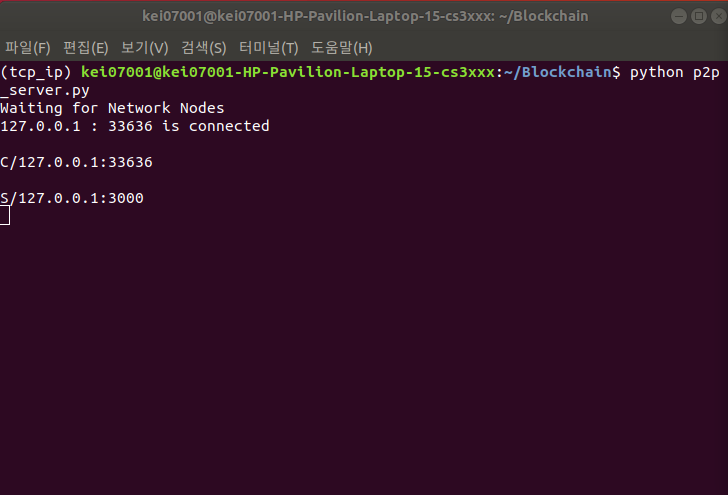 kei07001@kei07001-HP-Pavilion-Laptop-15-cs3xxx: ~/Blockchain
파일(F) 편집(E) 보기(V) 검색(S) 터미널(T) 도움말(H)
(tcp_ip) kei07001@kei07001-HP-Pavilion-Laptop-15-cs3xxx:~/Blockchain$ python p2p
_server.py
Waiting for Network Nodes
127.0.0.1 : 33636 is connected
C/127.0.0.1:33636
S/127.0.0.1:3000